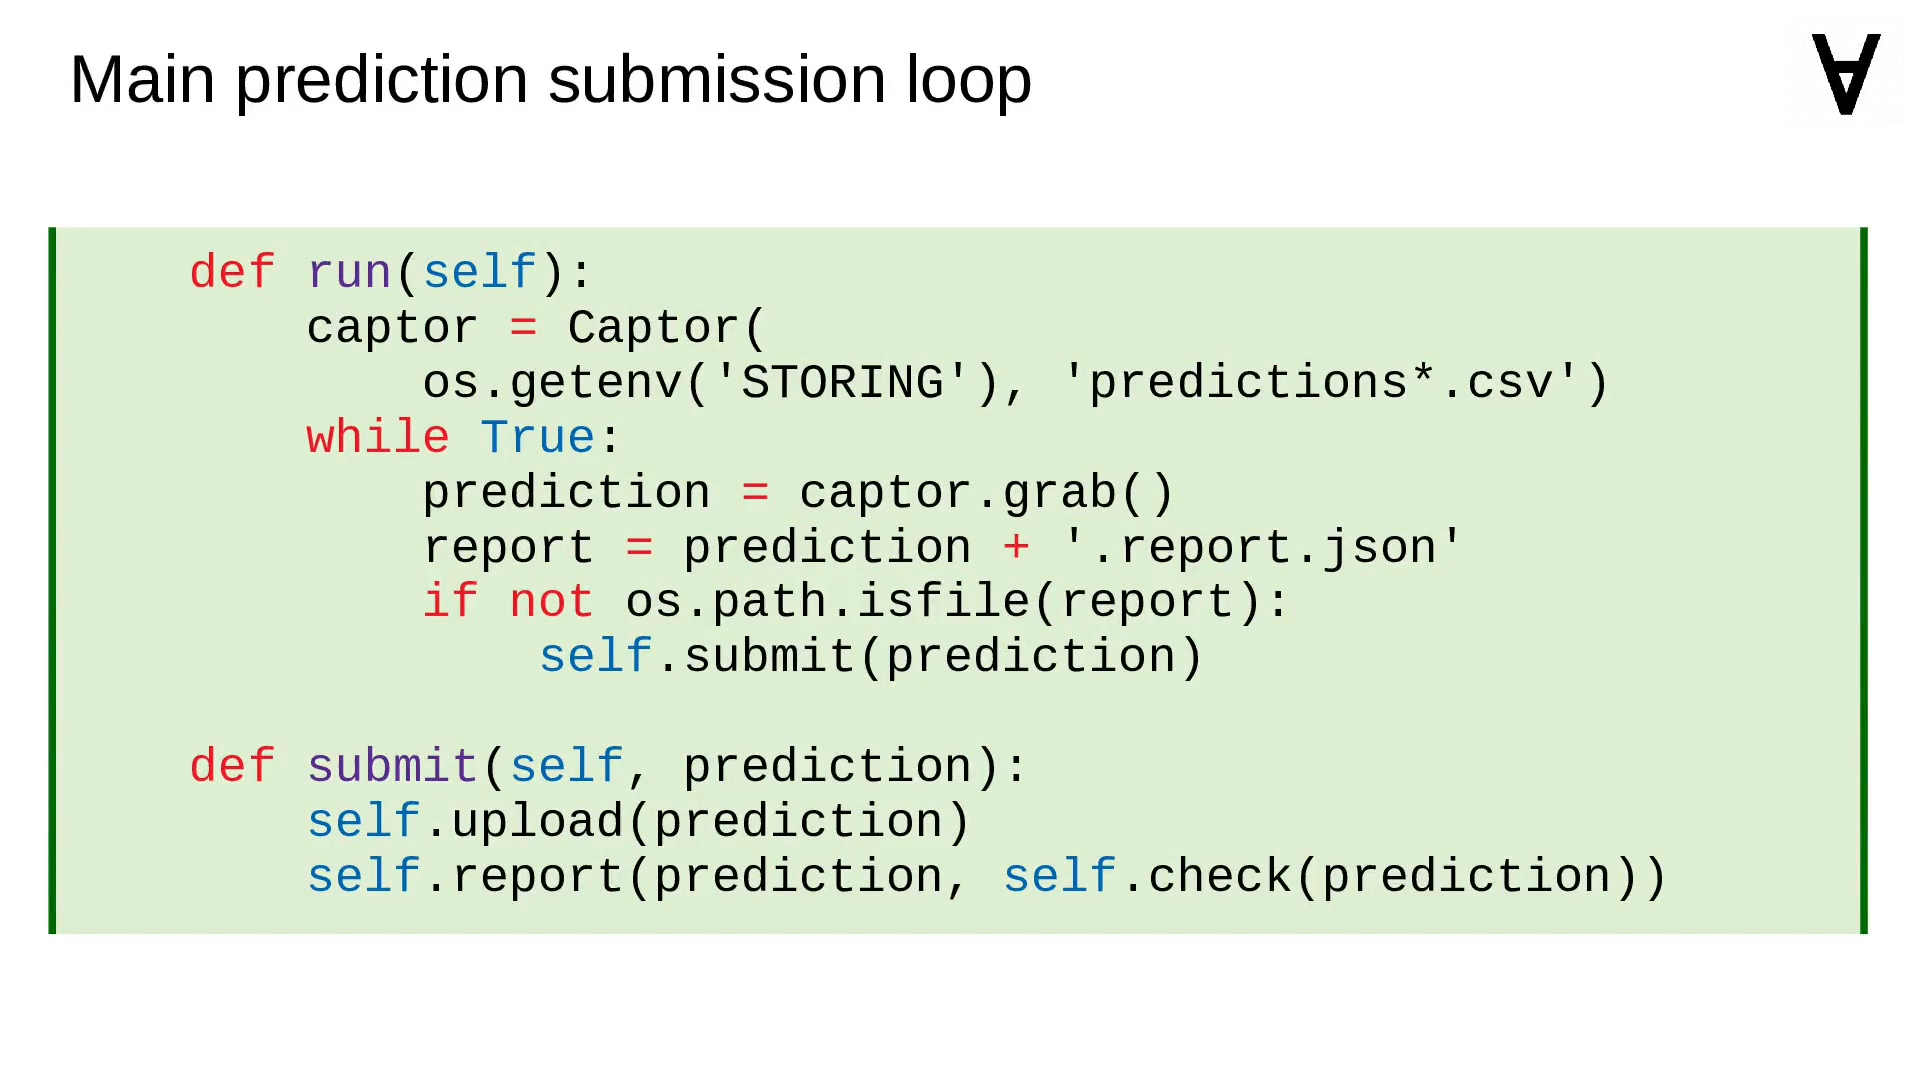 Main prediction submission loop
∀
def run(self):
    captor = Captor(
        os.getenv('STORING'), 'predictions*.csv')
    while True:
        prediction = captor.grab()
        report = prediction + '.report.json'
        if not os.path.isfile(report):
            self.submit(prediction)

def submit(self, prediction):
    self.upload(prediction)
    self.report(prediction, self.check(prediction))